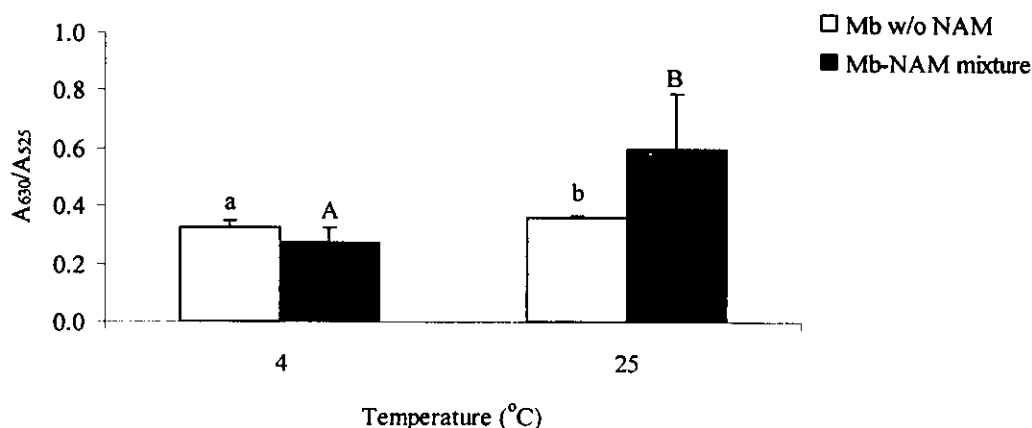 1.0
0.8
0.6
0.4
0.2
0.0
A630/A525
a
A
b
B
4
25
Temperature (°C)
Mb w/o NAM
Mb-NAM mixture